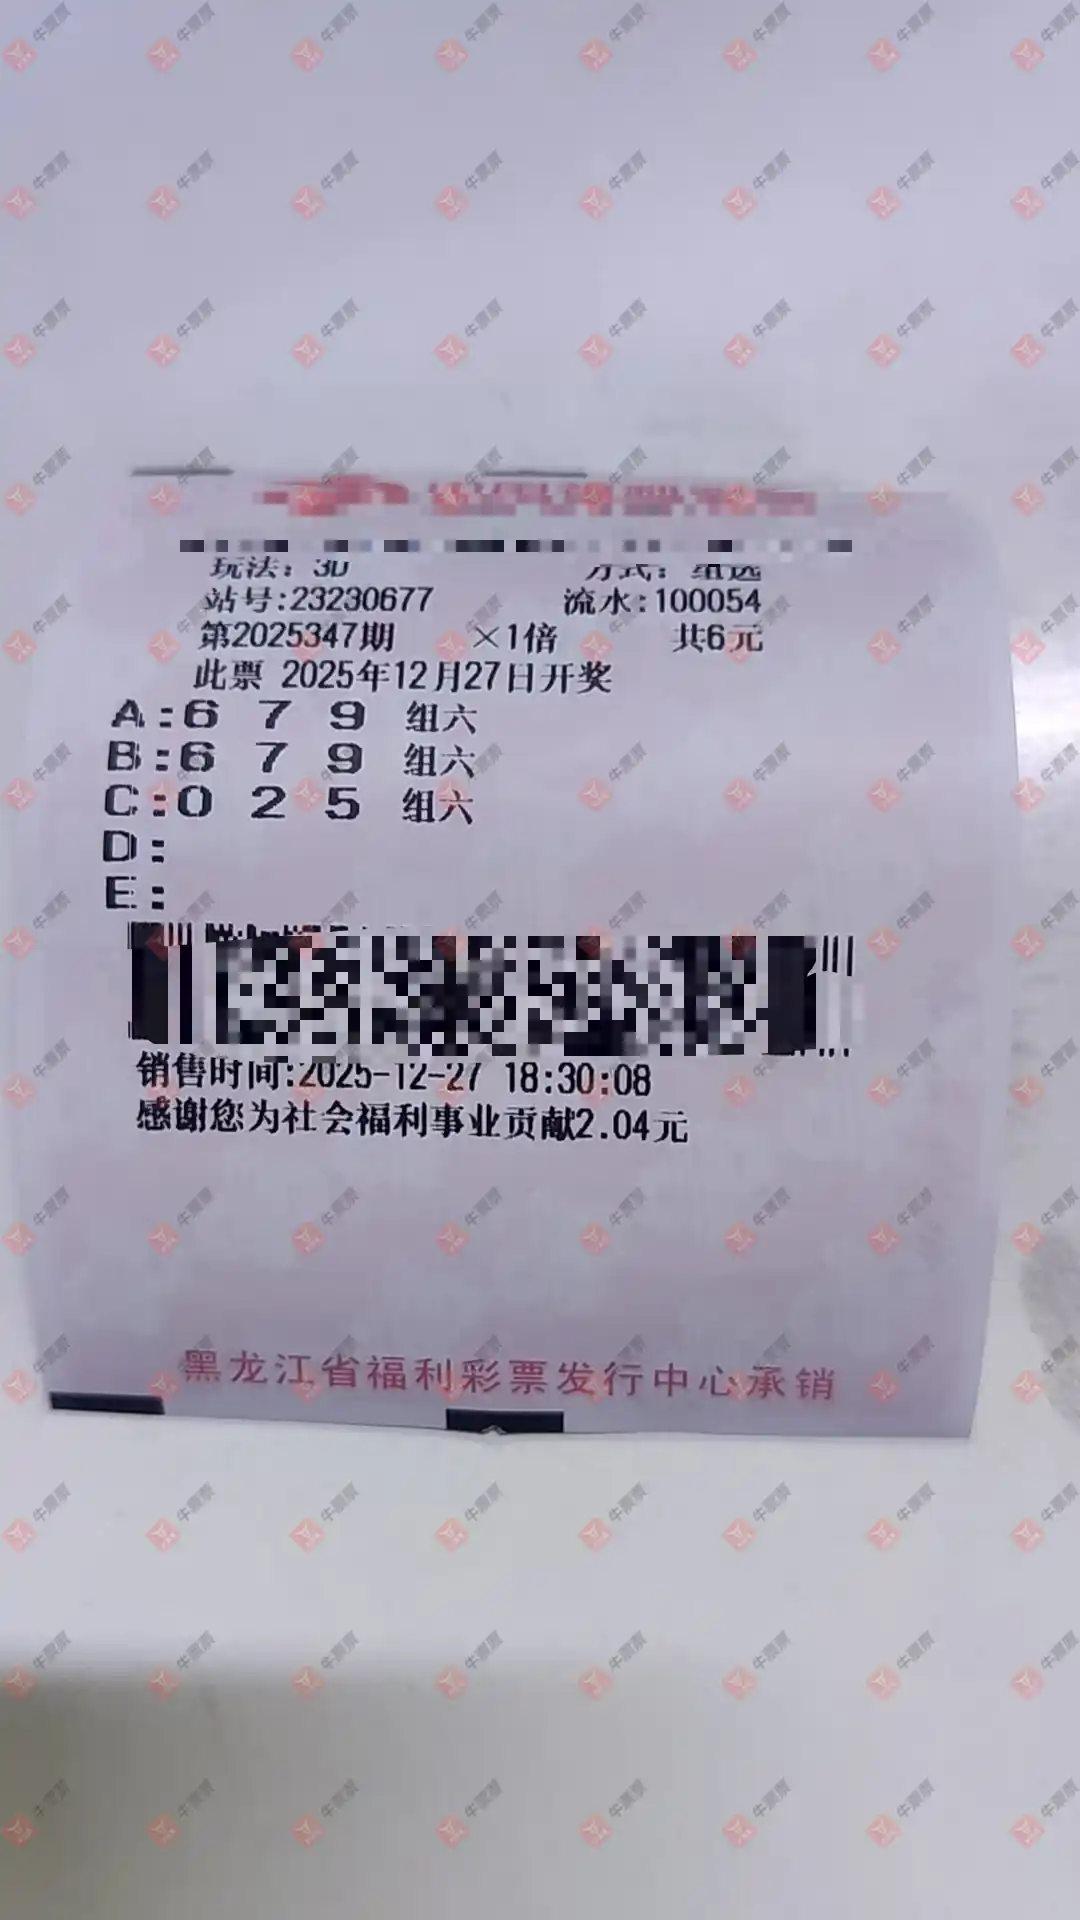 玩法：3D 方式：组选
站号:23230677 流水:100054
第2025347期 ×1倍 共6元
此票 2025年12月27日开奖
A:6 7 9 组六
B:6 7 9 组六
C:0 2 5 组六
D:
E:
销售时间:2025-12-27 18:30:08
感谢您为社会福利事业贡献2.04元
黑龙江省福利彩票发行中心承销
牛票票